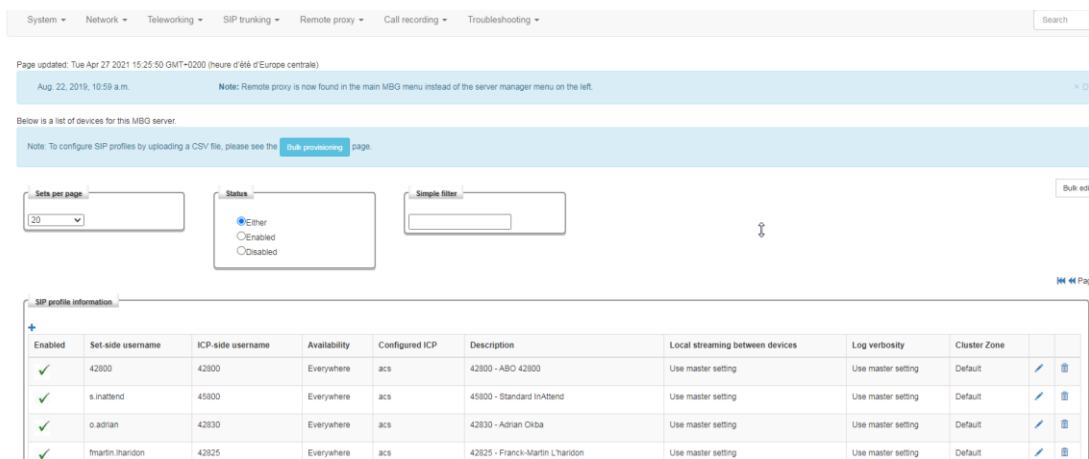 System Network Teleworking SIP trunking Remote proxy Call recording Troubleshooting Search
Page updated: Tue Apr 27 2021 15:25:50 GMT+0200 (heure d'été d'Europe centrale)
Aug. 22, 2019, 10:59 a.m. Note: Remote proxy is now found in the main MBG menu instead of the server manager menu on the left. × D
Below is a list of devices for this MBG server.
Note: To configure SIP profiles by uploading a CSV file, please see the Bulk provisioning page.
Sets per page Status Simple filter Bulk edi
20 Either
Enabled
Disabled
Pag
SIP profile information
+
Enabled Set-side username ICP-side username Availability Configured ICP Description Local streaming between devices Log verbosity Cluster Zone
42800 42800 Everywhere acs 42800 - ABO 42800 Use master setting Use master setting Default
s.inattend 45800 Everywhere acs 45800 - Standard InAttend Use master setting Use master setting Default
o.adrian 42830 Everywhere acs 42830 - Adrian Okba Use master setting Use master setting Default
fmartin.lharidon 42825 Everywhere acs 42825 - Franck-Martin L'haridon Use master setting Use master setting Default